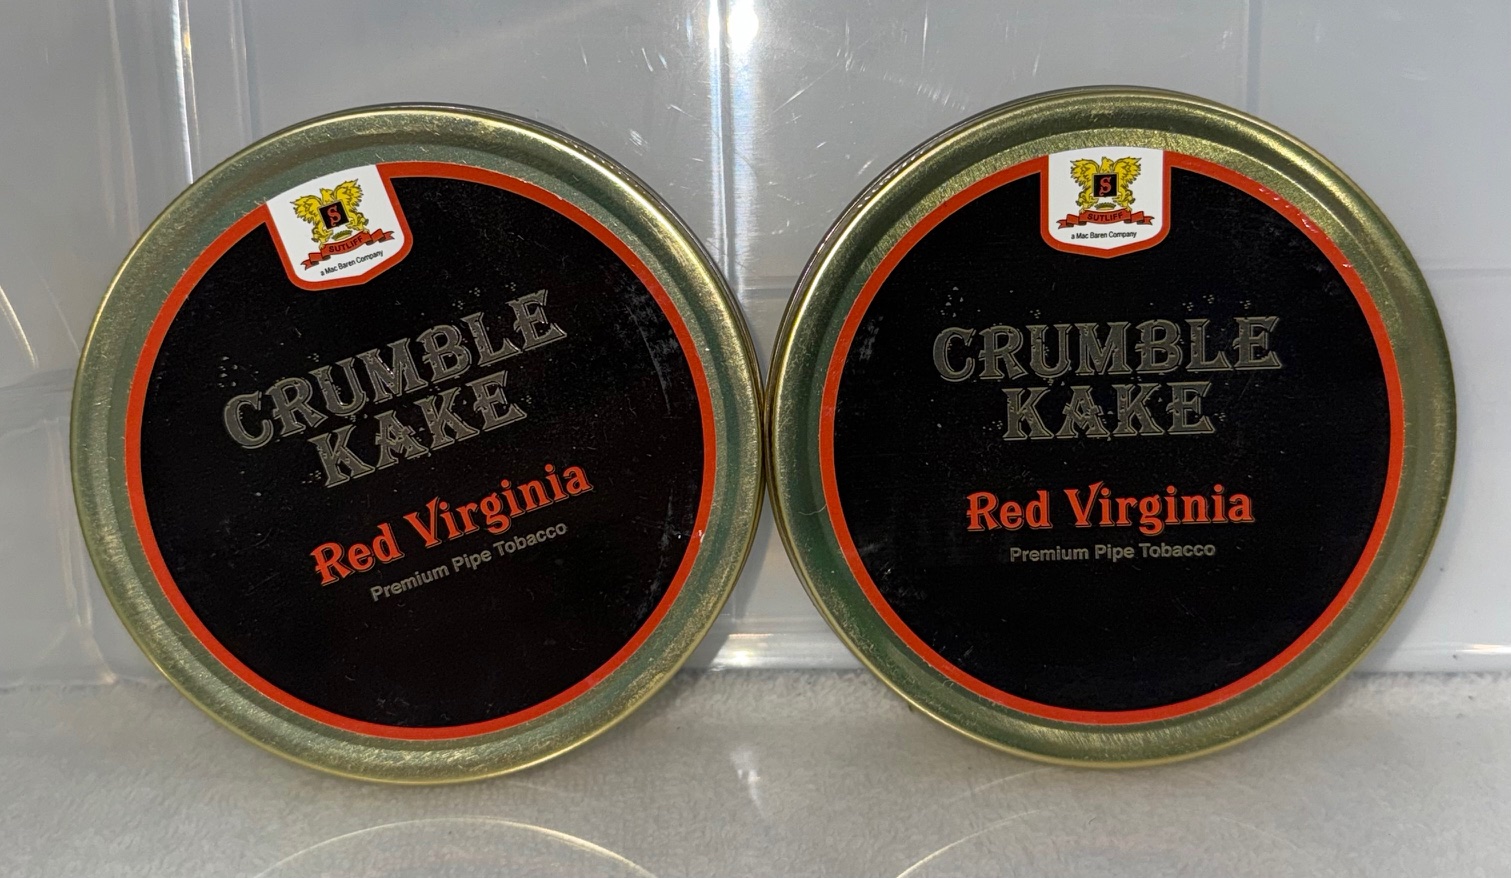 S
SUTLIFF
a Mac Baren Company
CRUMBLE
KAKE
Red Virginia
Premium Pipe Tobacco
S
SUTLIFF
a Mac Baren Company
CRUMBLE
KAKE
Red Virginia
Premium Pipe Tobacco